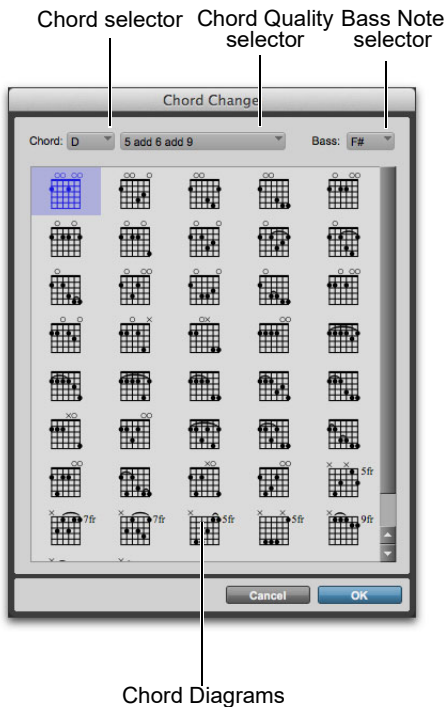 Chord selector
Chord Quality selector
Bass Note selector
Chord Change
Chord: D
5 add 6 add 9
Bass: F#
5fr
7fr
7fr
5fr
5fr
9fr
Cancel
OK
Chord Diagrams